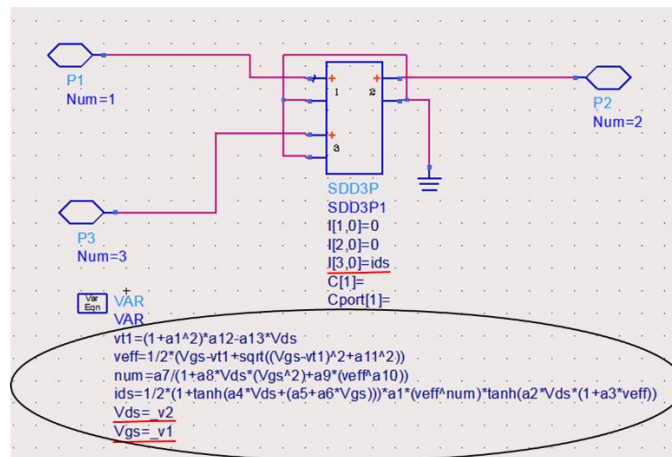 P1
Num=1
1
2
3
P2
Num=2
P3
Num=3
SDD3P
SDD3P1
I[1,0]=0
I[2,0]=0
I[3,0]=ids
C[1]=
Cport[1]=
Var
Eqn
VAR
VAR
vt1=(1+a1^2)*a12-a13*Vds
veff=1/2*(Vgs-vt1+sqrt((Vgs-vt1)^2+a11^2))
num=a7/(1+a8*Vds*(Vgs^2)+a9*(veff^a10))
ids=1/2*(1+tanh(a4*Vds+(a5+a6*Vgs)))*a1*(veff^num)*tanh(a2*Vds*(1+a3*veff))
Vds=_v2
Vgs=_v1